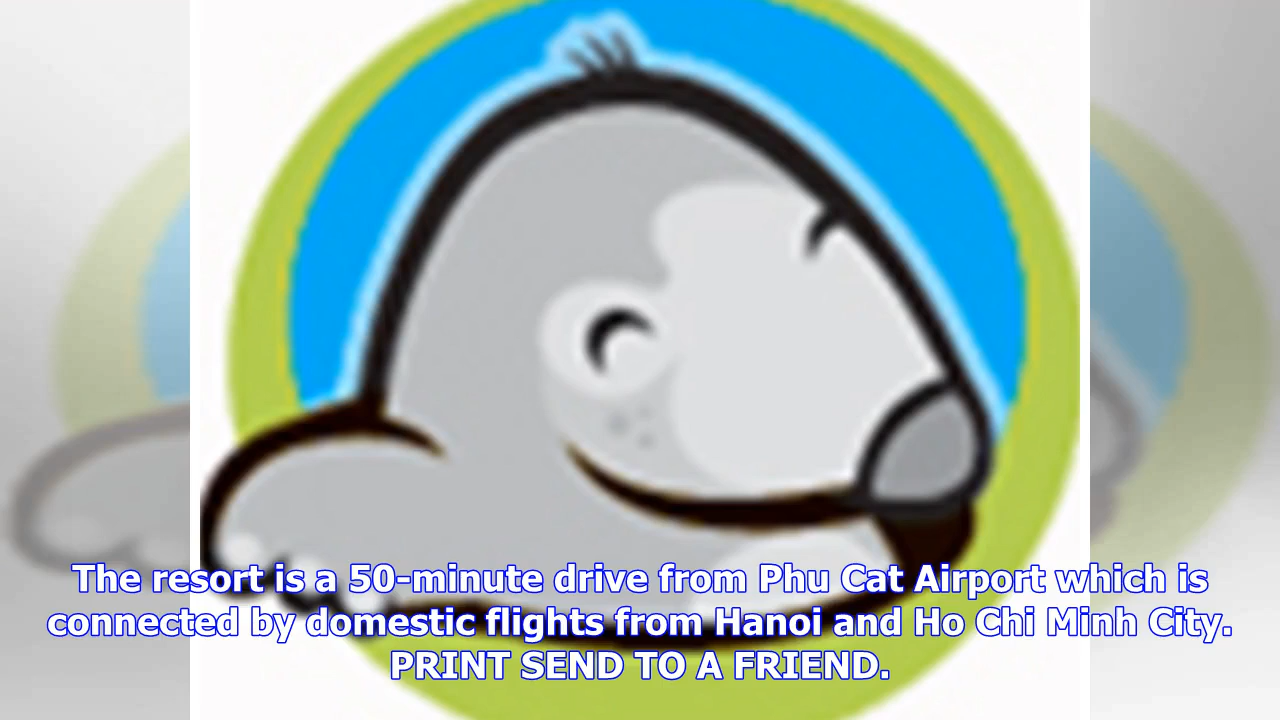 The resort is a 50-minute drive from Phu Cat Airport which is
connected by domestic flights from Hanoi and Ho Chi Minh City.
PRINT SEND TO A FRIEND.